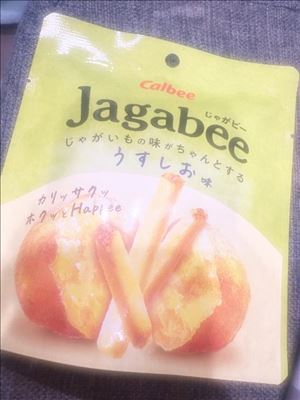 Calbee
じゃがビー
Jagabee
じゃがいもの味がちゃんとする
うすしお味
カリッサクッ
ホクッとHapiee